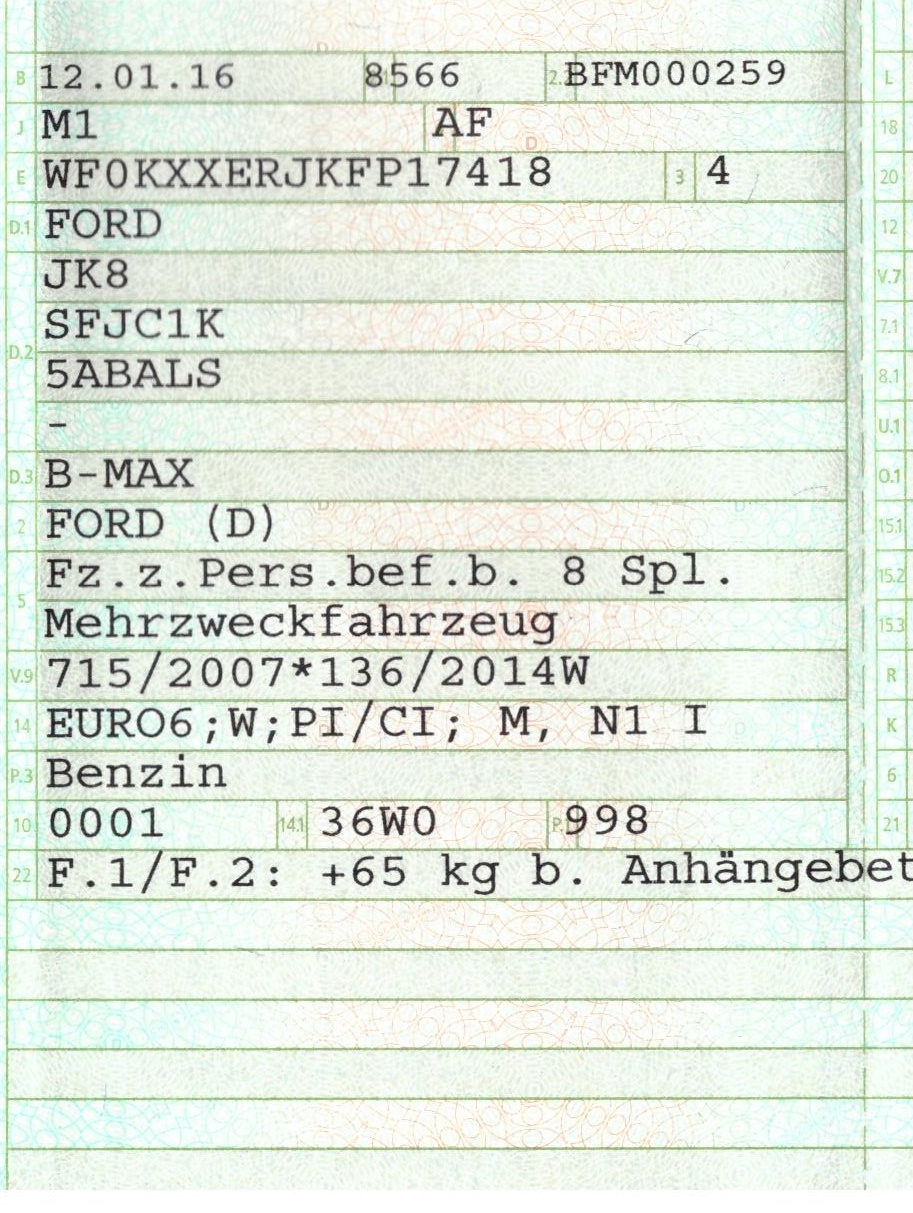 B 12.01.16 8566 2.2 BFM000259 L
J M1 AF 18
E WF0KXXERJKFP17418 3 4 20
D.1 FORD 12
JK8 V.7
SFJC1K 7.1
D.2
5ABALS 8.1
- U.1
D.3 B-MAX O.1
2 FORD (D) 15.1
Fz.z.Pers.bef.b. 8 Spl. 15.2
5
Mehrzweckfahrzeug 15.3
V.9 715/2007*136/2014W R
14 EURO6;W;PI/CI; M, N1 I K
P.3 Benzin 6
10 0001 14.1 36W0 998 21
22 F.1/F.2: +65 kg b. Anhängebet